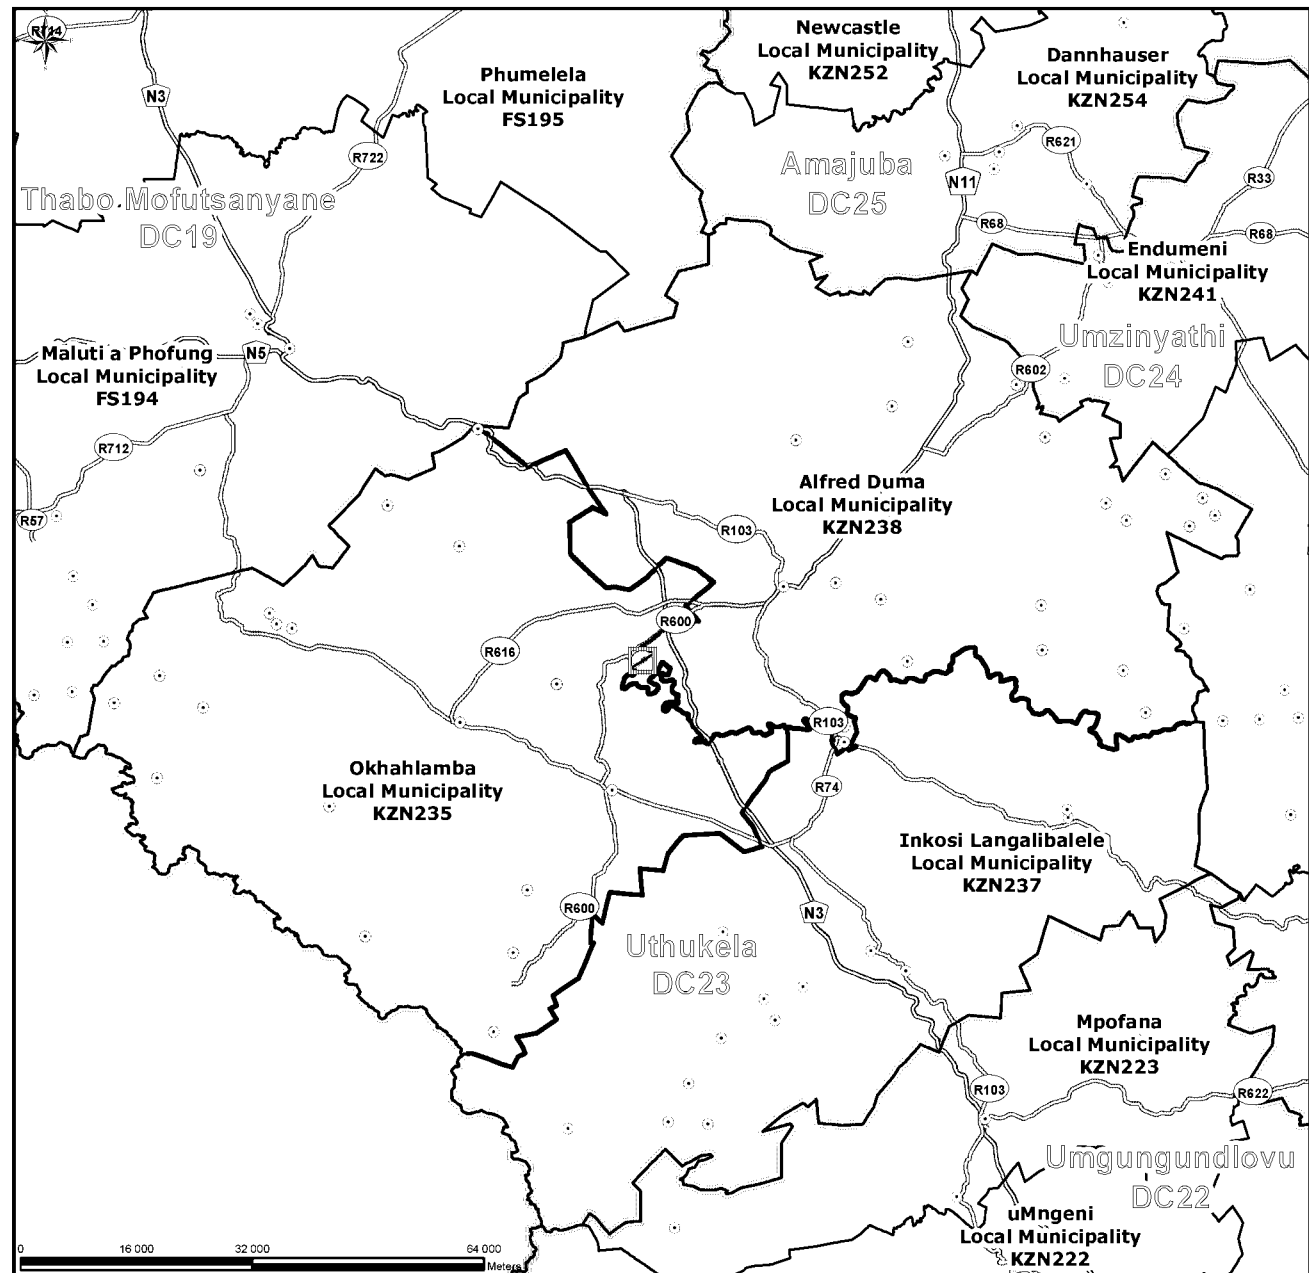 R714
Newcastle
Local Municipality
KZN252
Dannhauser
Local Municipality
KZN254
Phumelela
Local Municipality
FS195
N3
R722
R621
Amajuba
DC25
N11
R33
Thabo Mofutsanyane
DC19
R68
R68
Endumeni
Local Municipality
KZN241
Umzinyathi
DC24
Maluti a Phofung
Local Municipality
FS194
N5
R602
R712
Alfred Duma
Local Municipality
KZN238
R57
R103
R600
R616
R103
Okhahlamba
Local Municipality
KZN235
R74
Inkosi Langalibalele
Local Municipality
KZN237
R600
N3
Uthukela
DC23
Mpofana
Local Municipality
KZN223
R103
R622
Umgungundlovu
DC22
uMngeni
Local Municipality
KZN222
0 16 000 32 000 64 000
Meters